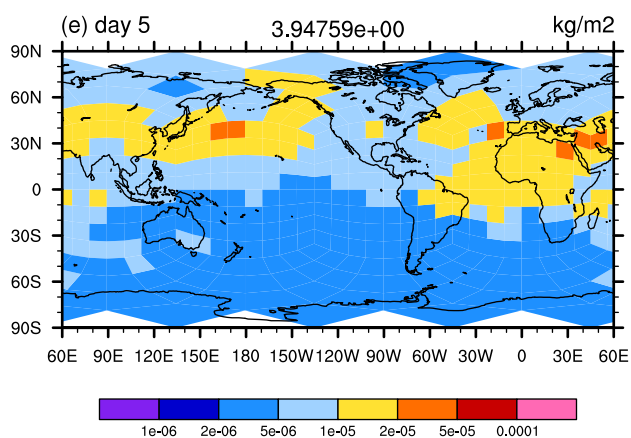 (e) day 5 3.94759e+00 kg/m2
90N
60N
30N
0
30S
60S
90S
60E 90E 120E 150E 180 150W 120W 90W 60W 30W 0 30E 60E
1e-06 2e-06 5e-06 1e-05 2e-05 5e-05 0.0001